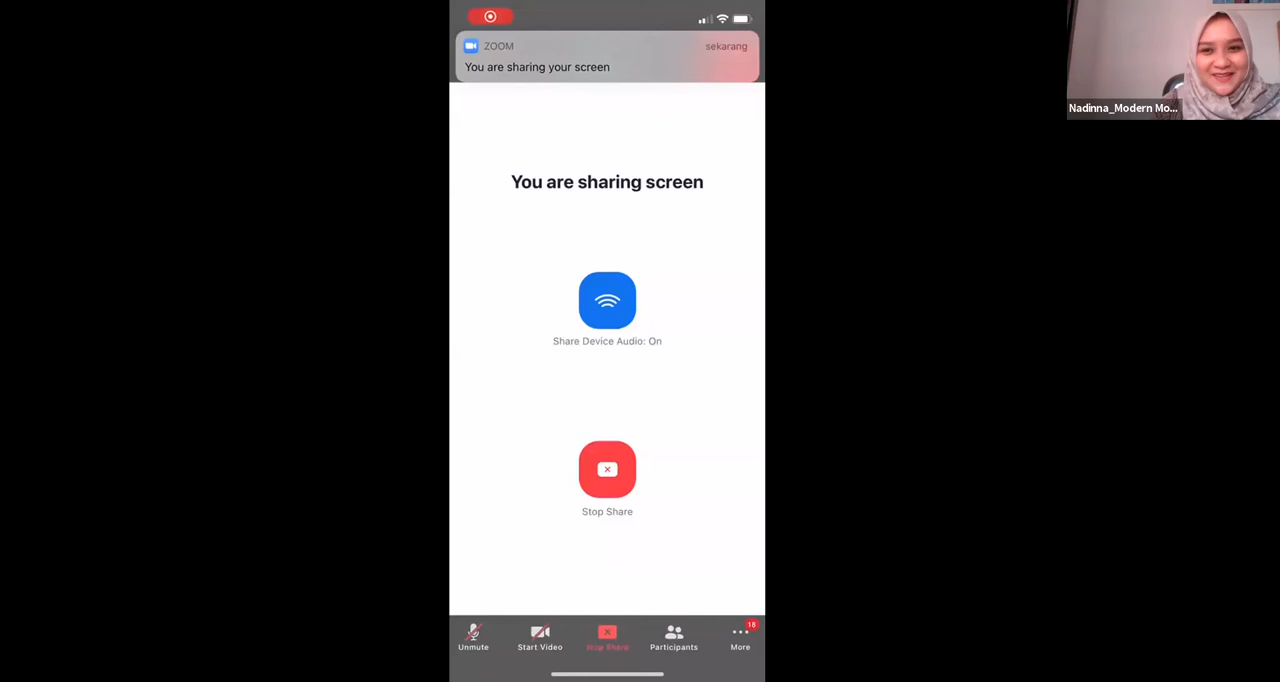 ZOOM
sekarang
You are sharing your screen
Nadinna_Modern Mo...
You are sharing screen
Share Device Audio: On
Stop Share
18
Unmute
Start Video
Stop Share
Participants
More